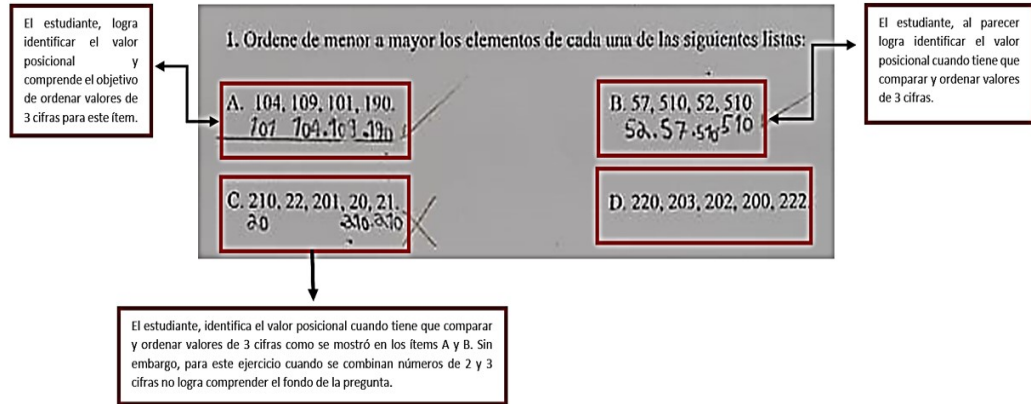 El estudiante, logra
identificar el valor
posicional y
comprende el objetivo
de ordenar valores de
3 cifras para este ítem.
1. Ordene de menor a mayor los elementos de cada una de las siguientes listas:
El estudiante, al parecer
logra identificar el valor
posicional cuando tiene que
comparar y ordenar valores
de 3 cifras.
A. 104, 109, 101, 190.
101 104.109.190
B. 57, 510, 52, 510
52.57.510 510
C. 210, 22, 201, 20, 21.
20 210.210
D. 220, 203, 202, 200, 222.
El estudiante, identifica el valor posicional cuando tiene que comparar
y ordenar valores de 3 cifras como se mostró en los ítems A y B. Sin
embargo, para este ejercicio cuando se combinan números de 2 y 3
cifras no logra comprender el fondo de la pregunta.